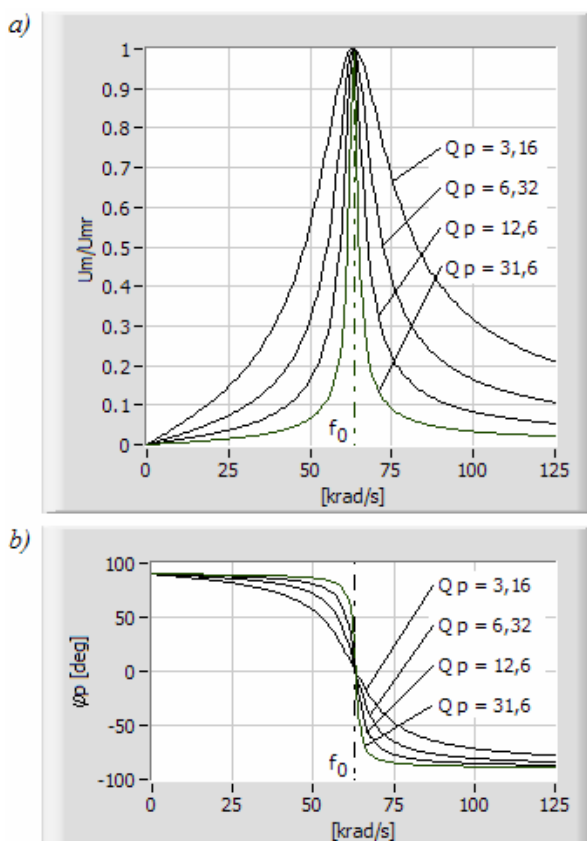 a)
1
0.9
0.8
0.7
0.6
0.5
0.4
0.3
0.2
0.1
0
Um/Umr
Q p = 3,16
Q p = 6,32
Q p = 12,6
Q p = 31,6
f0
0 25 50 75 100 125
[krad/s]
b)
100
50
0
-50
-100
φp [deg]
Q p = 3,16
Q p = 6,32
Q p = 12,6
Q p = 31,6
f0
0 25 50 75 100 125
[krad/s]